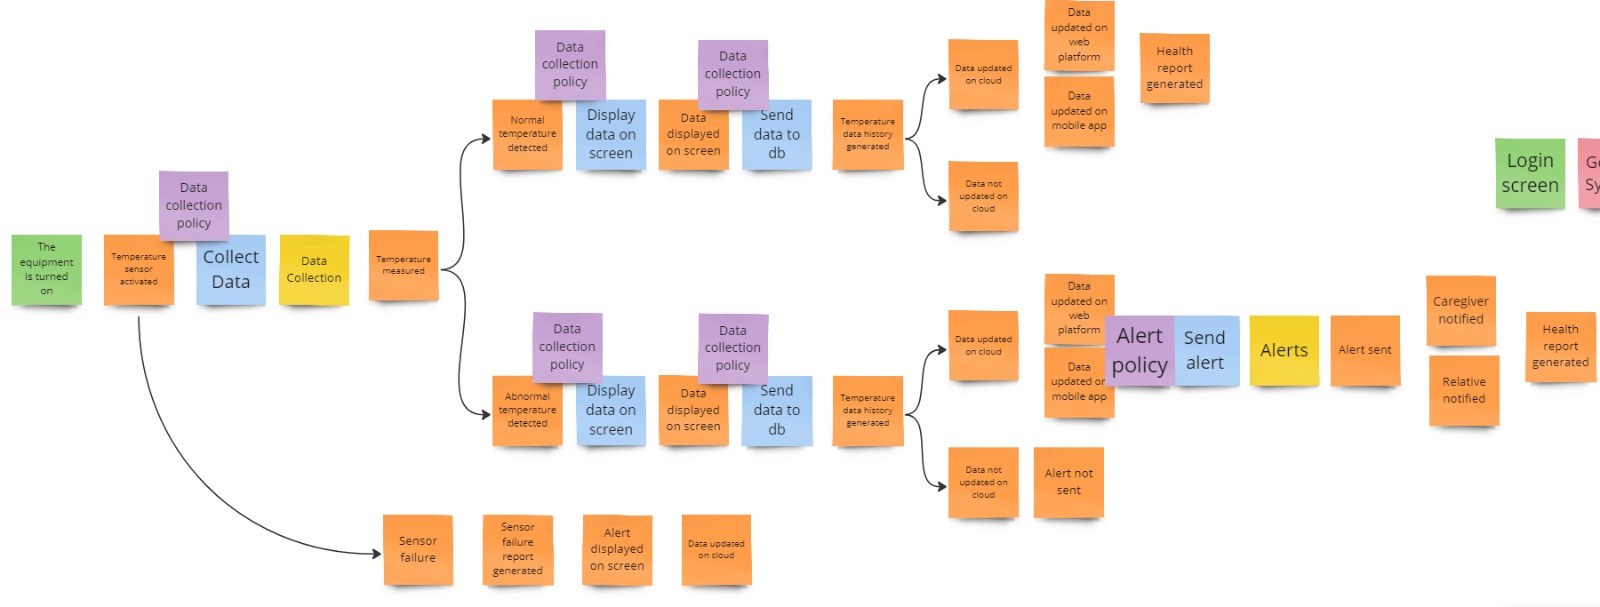 The
equipment
is turned
on
Temperature
sensor
activated
Data
collection
policy
Collect
Data
Data
Collection
Temperature
measured
Normal
temperature
detected
Data
collection
policy
Display
data on
screen
Data
displayed
on screen
Data
collection
policy
Send
data to
db
Temperature
data history
generated
Data updated
on cloud
Data
updated on
web
platform
Data
updated on
mobile app
Health
report
generated
Data not
updated on
cloud
Login
screen
Abnormal
temperature
detected
Data
collection
policy
Display
data on
screen
Data
displayed
on screen
Data
collection
policy
Send
data to
db
Temperature
data history
generated
Data updated
on cloud
Data
updated on
web
platform
Data
updated on
mobile app
Alert
policy
Send
alert
Alerts
Alert sent
Caregiver
notified
Relative
notified
Health
report
generated
Data not
updated on
cloud
Alert not
sent
Sensor
failure
Sensor
failure
report
generated
Alert
displayed
on screen
Data updated
on cloud